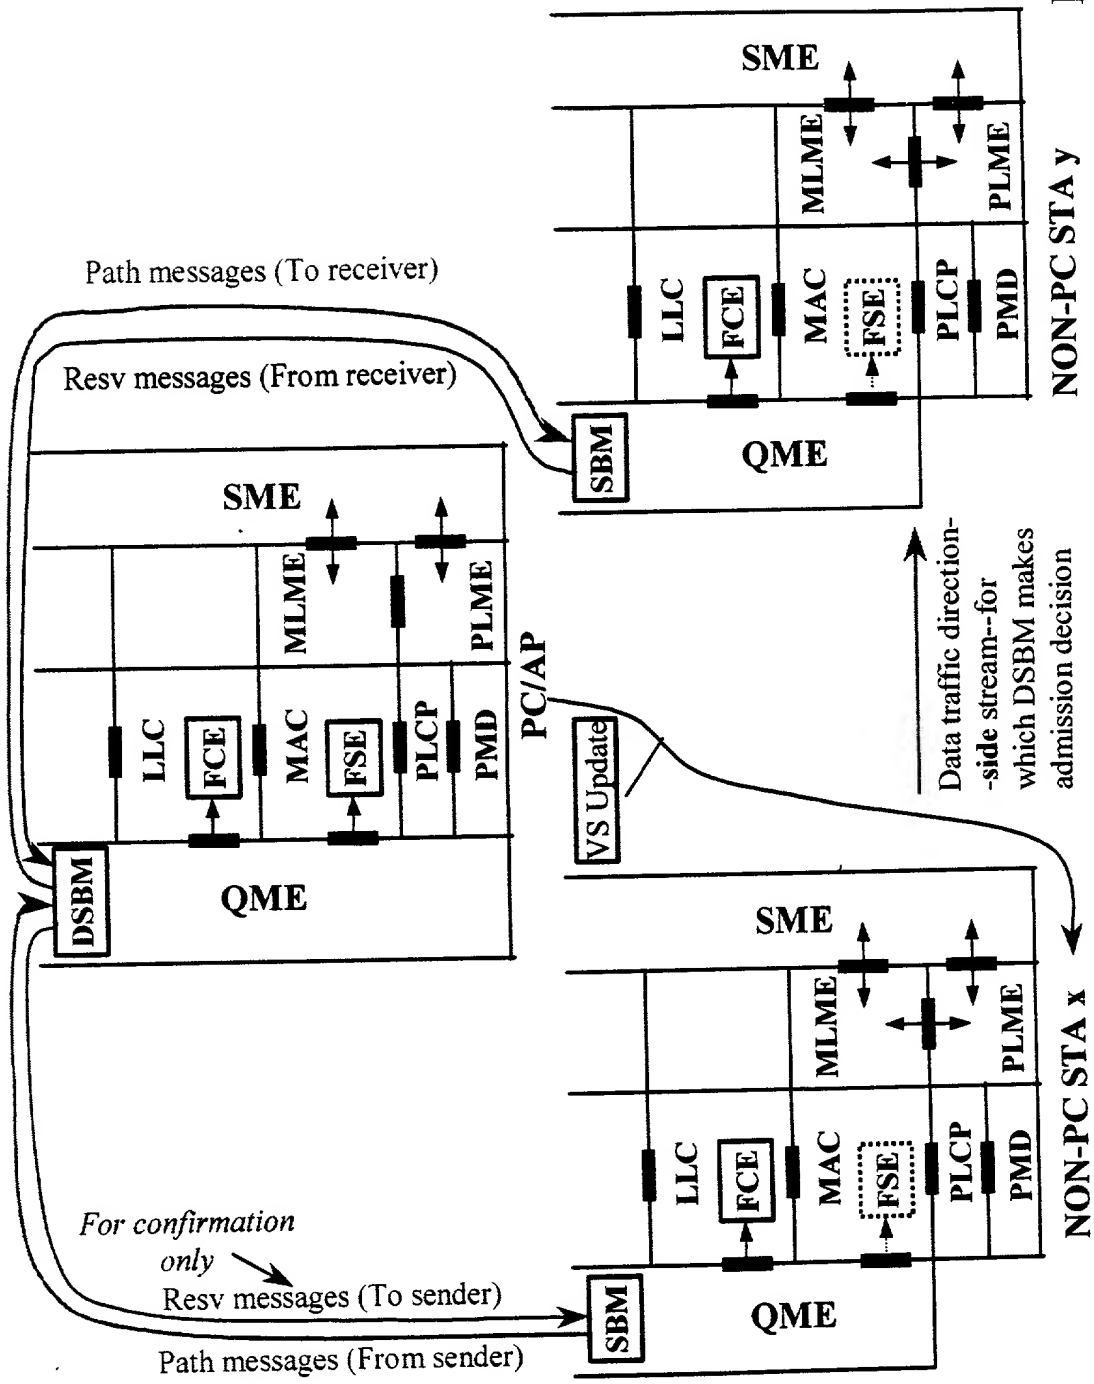 SME
MLME
PLME
LLC
FCE
MAC
FSE
PLCP
PMD
SBM
QME
NON-PC STA y
Path messages (To receiver)
Resv messages (From receiver)
SME
MLME
PLME
LLC
FCE
MAC
FSE
PLCP
PMD
DSBM
QME
PC/AP
VS Update
Data traffic direction-
-side stream--for
which DSBM makes
admission decision
SME
MLME
PLME
LLC
FCE
MAC
FSE
PLCP
PMD
SBM
QME
NON-PC STA x
For confirmation
only
Resv messages (To sender)
Path messages (From sender)